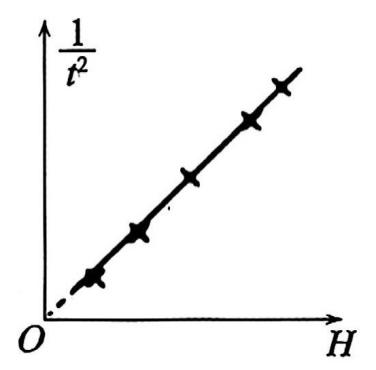 1/t²
O H